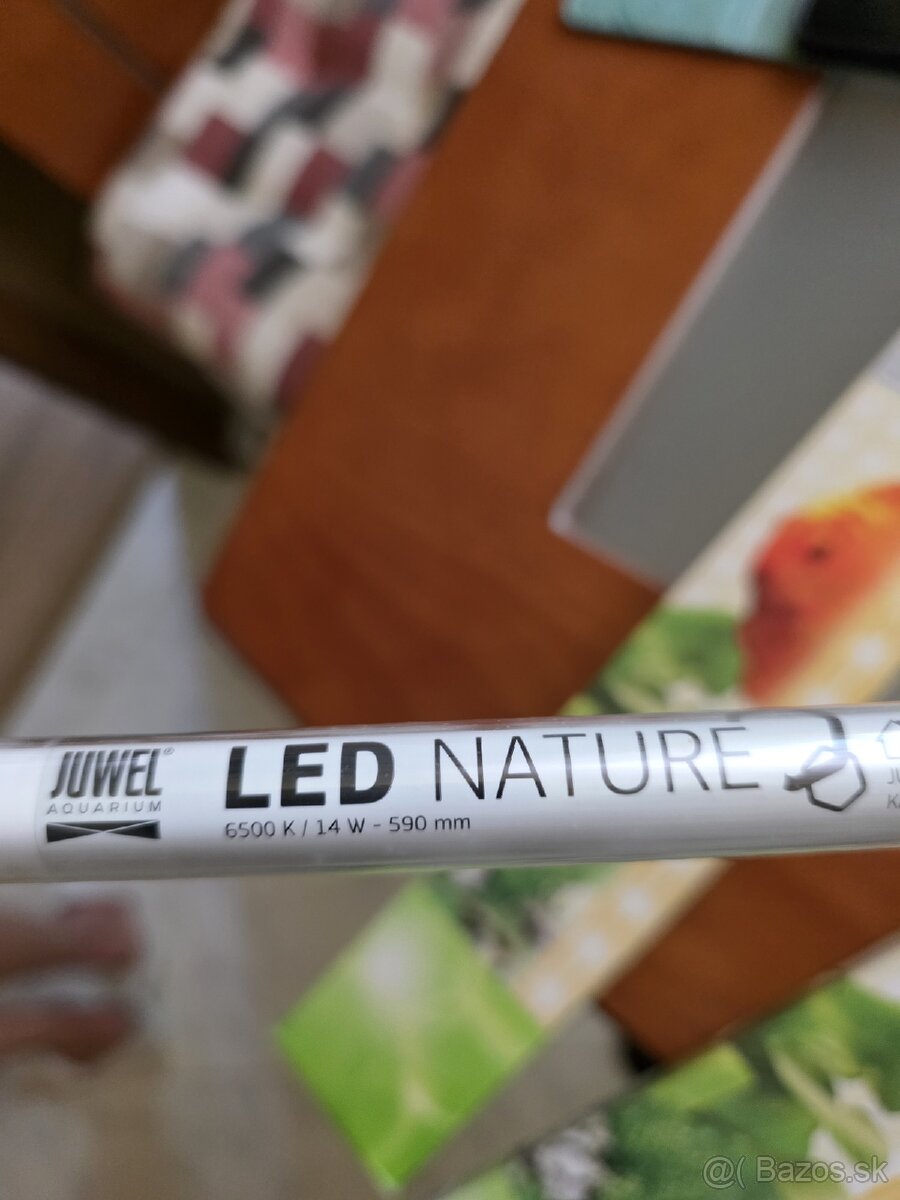 JUWEL®
AQUARIUM
LED NATURE
6500 K / 14 W - 590 mm
@( Bazos.sk